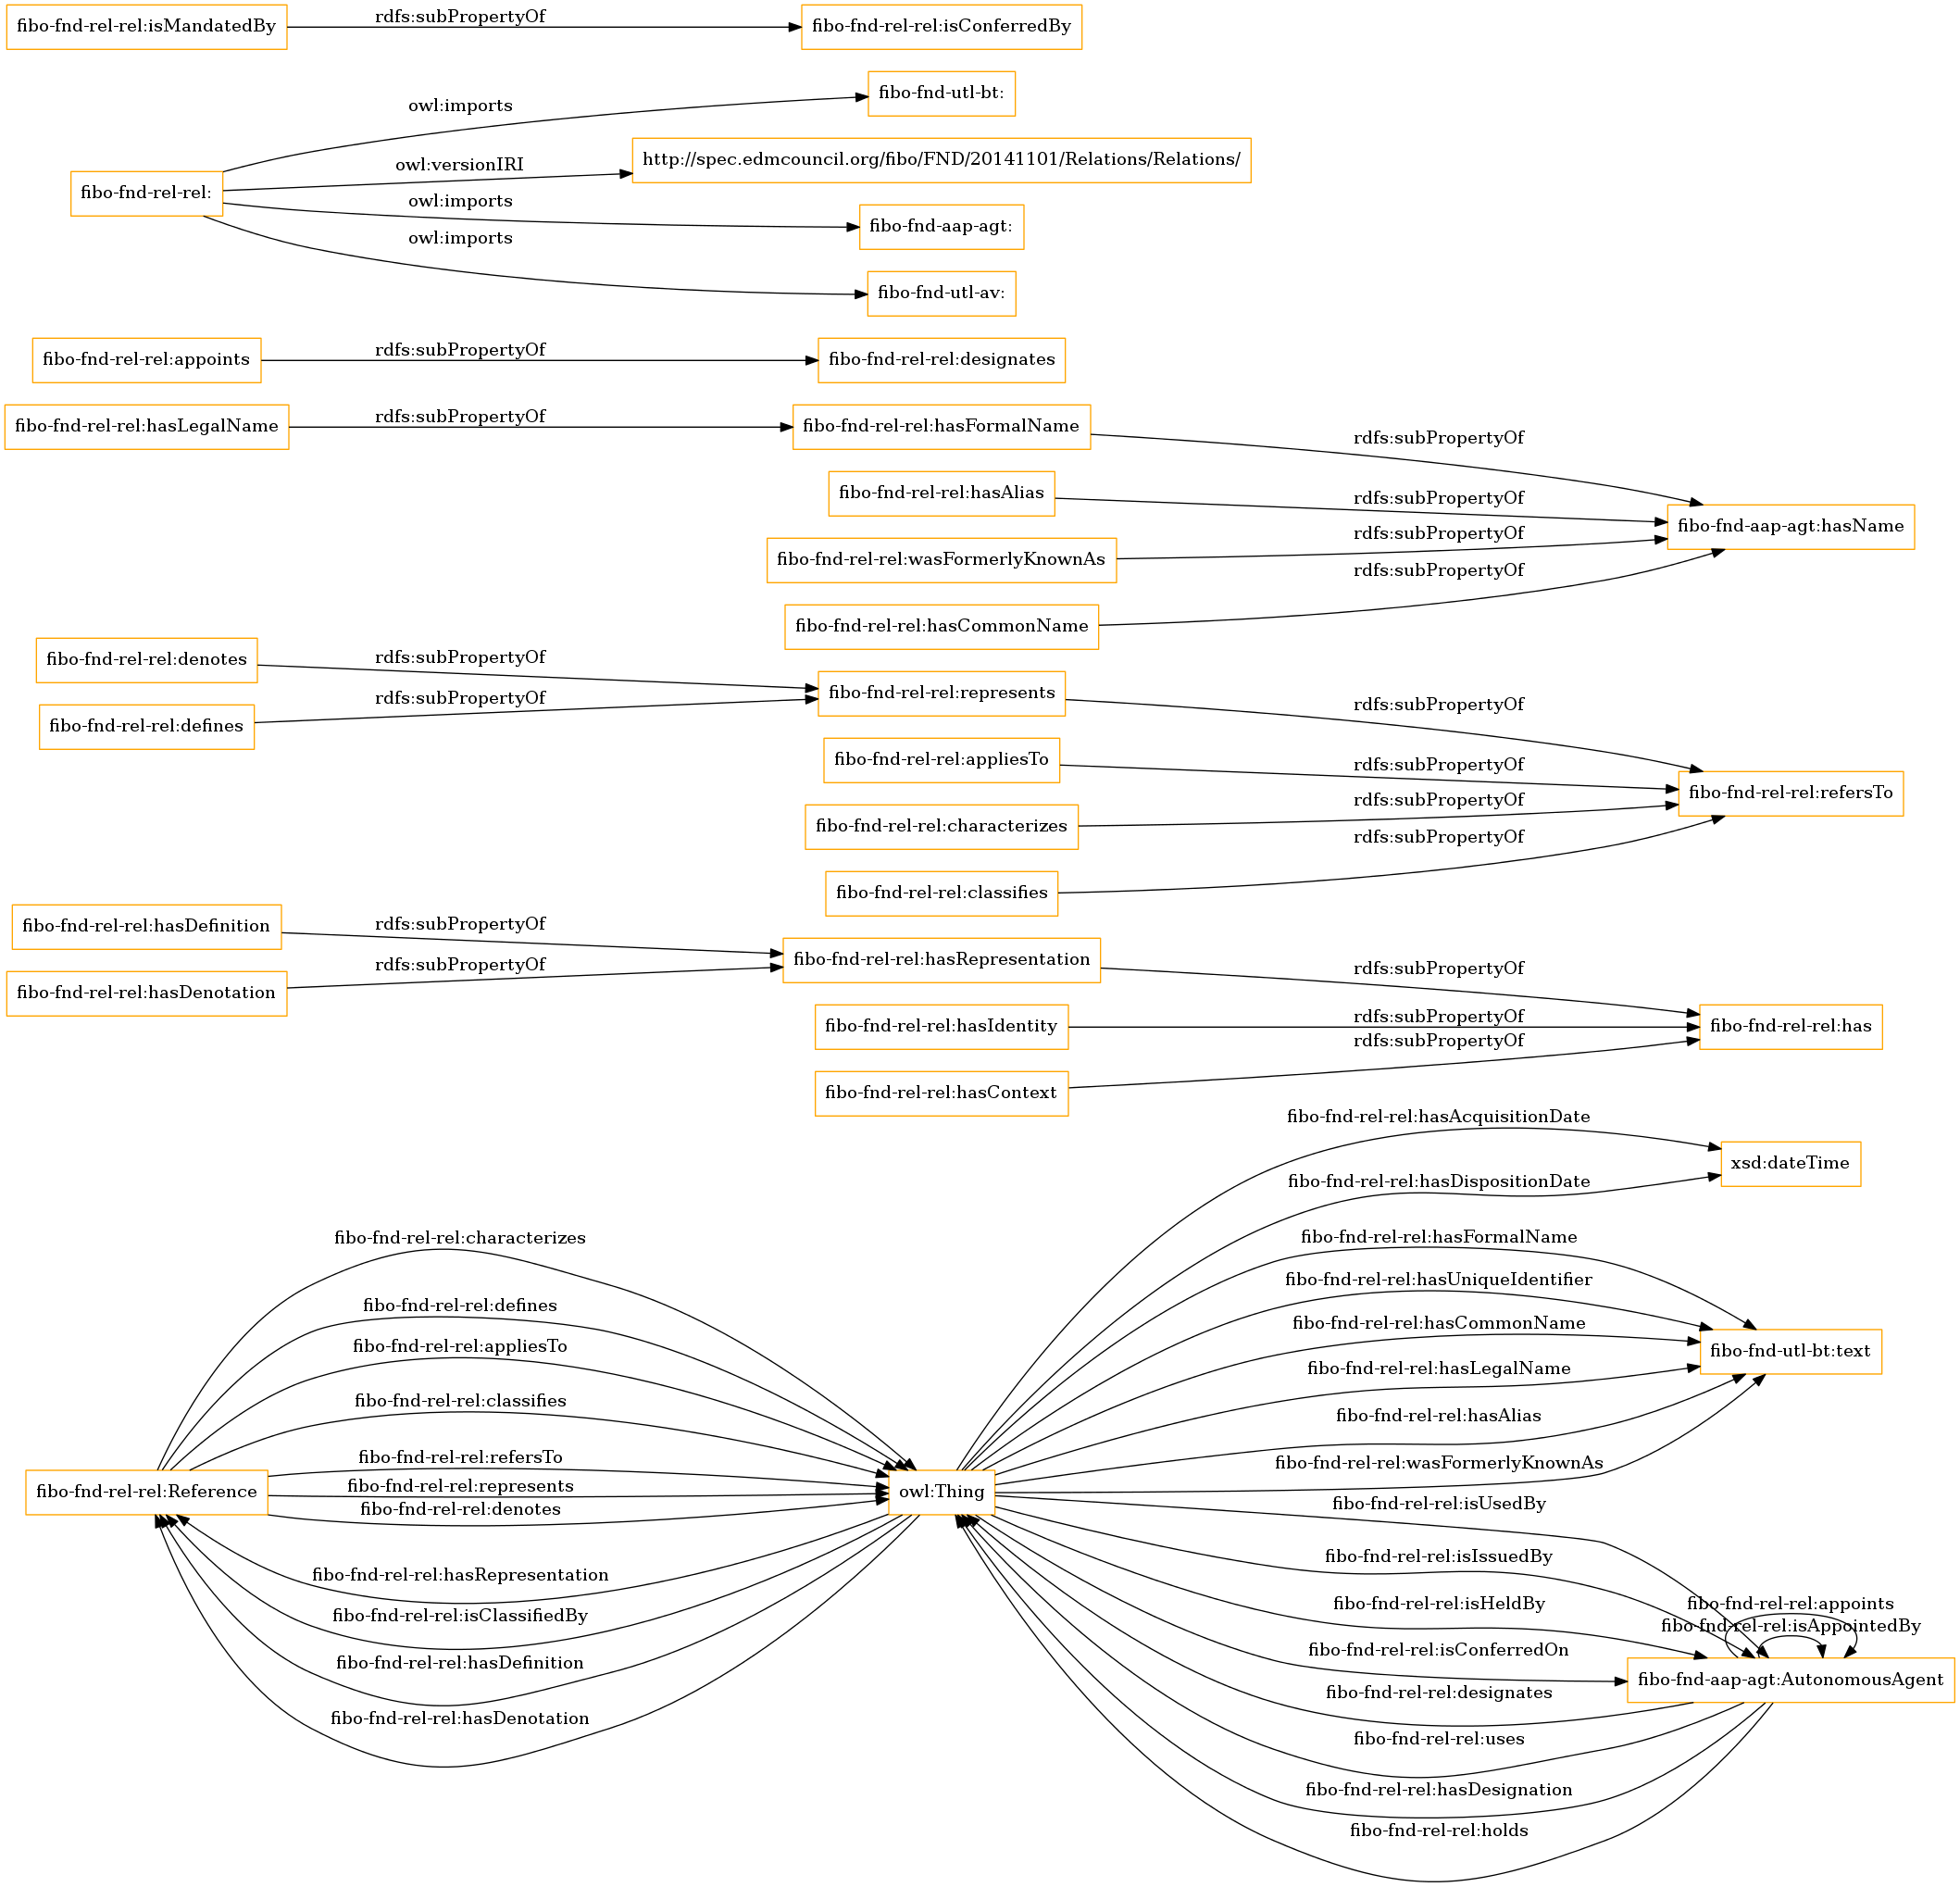 fibo-fnd-rel-rel:isMandatedBy
rdfs:subPropertyOf
fibo-fnd-rel-rel:isConferredBy
fibo-fnd-rel-rel:
owl:imports
fibo-fnd-utl-bt:
owl:versionIRI
http://spec.edmcouncil.org/fibo/FND/20141101/Relations/Relations/
owl:imports
fibo-fnd-aap-agt:
owl:imports
fibo-fnd-utl-av:
fibo-fnd-rel-rel:appoints
rdfs:subPropertyOf
fibo-fnd-rel-rel:designates
fibo-fnd-rel-rel:hasLegalName
rdfs:subPropertyOf
fibo-fnd-rel-rel:hasFormalName
rdfs:subPropertyOf
fibo-fnd-rel-rel:hasAlias
rdfs:subPropertyOf
fibo-fnd-aap-agt:hasName
fibo-fnd-rel-rel:wasFormerlyKnownAs
rdfs:subPropertyOf
fibo-fnd-rel-rel:hasCommonName
rdfs:subPropertyOf
fibo-fnd-rel-rel:denotes
rdfs:subPropertyOf
fibo-fnd-rel-rel:defines
rdfs:subPropertyOf
fibo-fnd-rel-rel:represents
rdfs:subPropertyOf
fibo-fnd-rel-rel:appliesTo
rdfs:subPropertyOf
fibo-fnd-rel-rel:refersTo
fibo-fnd-rel-rel:characterizes
rdfs:subPropertyOf
fibo-fnd-rel-rel:classifies
rdfs:subPropertyOf
fibo-fnd-rel-rel:hasDefinition
rdfs:subPropertyOf
fibo-fnd-rel-rel:hasDenotation
rdfs:subPropertyOf
fibo-fnd-rel-rel:hasRepresentation
rdfs:subPropertyOf
fibo-fnd-rel-rel:hasIdentity
rdfs:subPropertyOf
fibo-fnd-rel-rel:has
fibo-fnd-rel-rel:hasContext
rdfs:subPropertyOf
fibo-fnd-rel-rel:hasAcquisitionDate
xsd:dateTime
fibo-fnd-rel-rel:hasDispositionDate
fibo-fnd-rel-rel:characterizes
fibo-fnd-rel-rel:hasFormalName
fibo-fnd-rel-rel:defines
fibo-fnd-rel-rel:hasUniqueIdentifier
fibo-fnd-rel-rel:appliesTo
fibo-fnd-rel-rel:hasCommonName
fibo-fnd-utl-bt:text
fibo-fnd-rel-rel:classifies
fibo-fnd-rel-rel:hasLegalName
fibo-fnd-rel-rel:hasAlias
fibo-fnd-rel-rel:refersTo
fibo-fnd-rel-rel:wasFormerlyKnownAs
fibo-fnd-rel-rel:Reference
fibo-fnd-rel-rel:represents
owl:Thing
fibo-fnd-rel-rel:denotes
fibo-fnd-rel-rel:isUsedBy
fibo-fnd-rel-rel:hasRepresentation
fibo-fnd-rel-rel:isIssuedBy
fibo-fnd-rel-rel:isClassifiedBy
fibo-fnd-rel-rel:isHeldBy
fibo-fnd-rel-rel:appoints
fibo-fnd-rel-rel:isAppointedBy
fibo-fnd-rel-rel:hasDefinition
fibo-fnd-rel-rel:isConferredOn
fibo-fnd-aap-agt:AutonomousAgent
fibo-fnd-rel-rel:hasDenotation
fibo-fnd-rel-rel:designates
fibo-fnd-rel-rel:uses
fibo-fnd-rel-rel:hasDesignation
fibo-fnd-rel-rel:holds